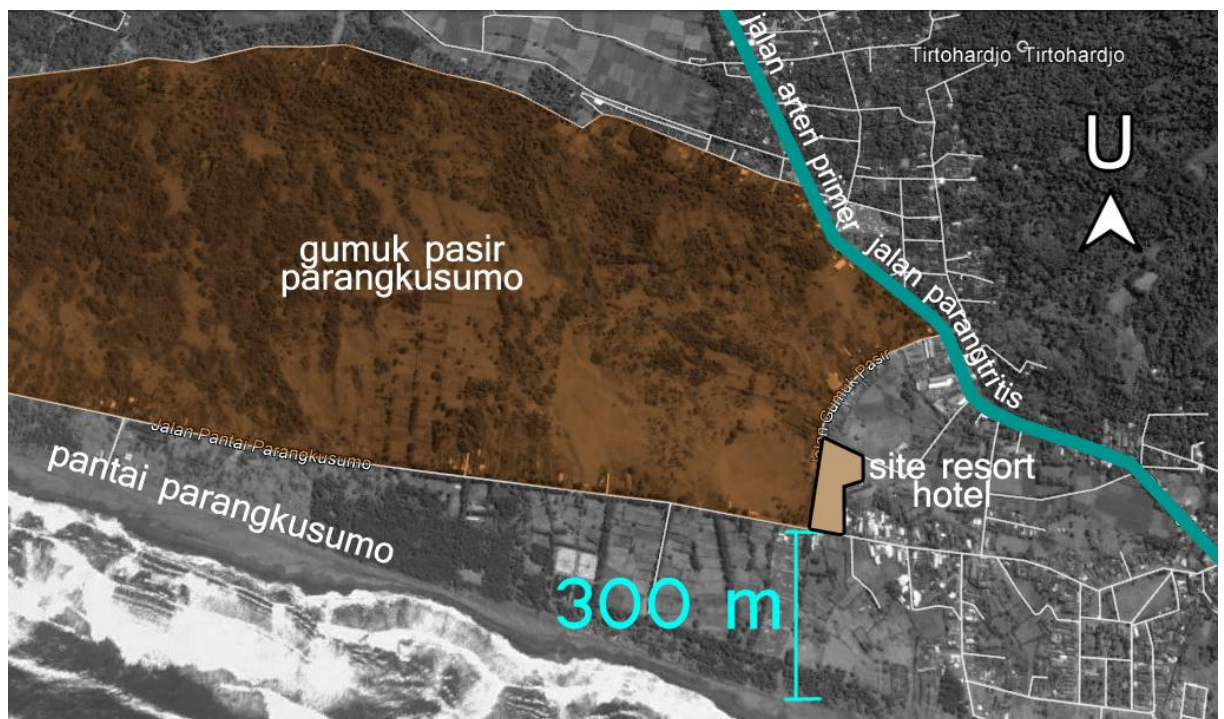 jalan arteri primer
Tirtohardjo Tirtohardjo
U
gumuk pasir
parangkusumo
jalan parangtritis
Jalan Gumuk Pasir
Jalan Pantai Parangkusumo
pantai parangkusumo
site resort
hotel
300 m